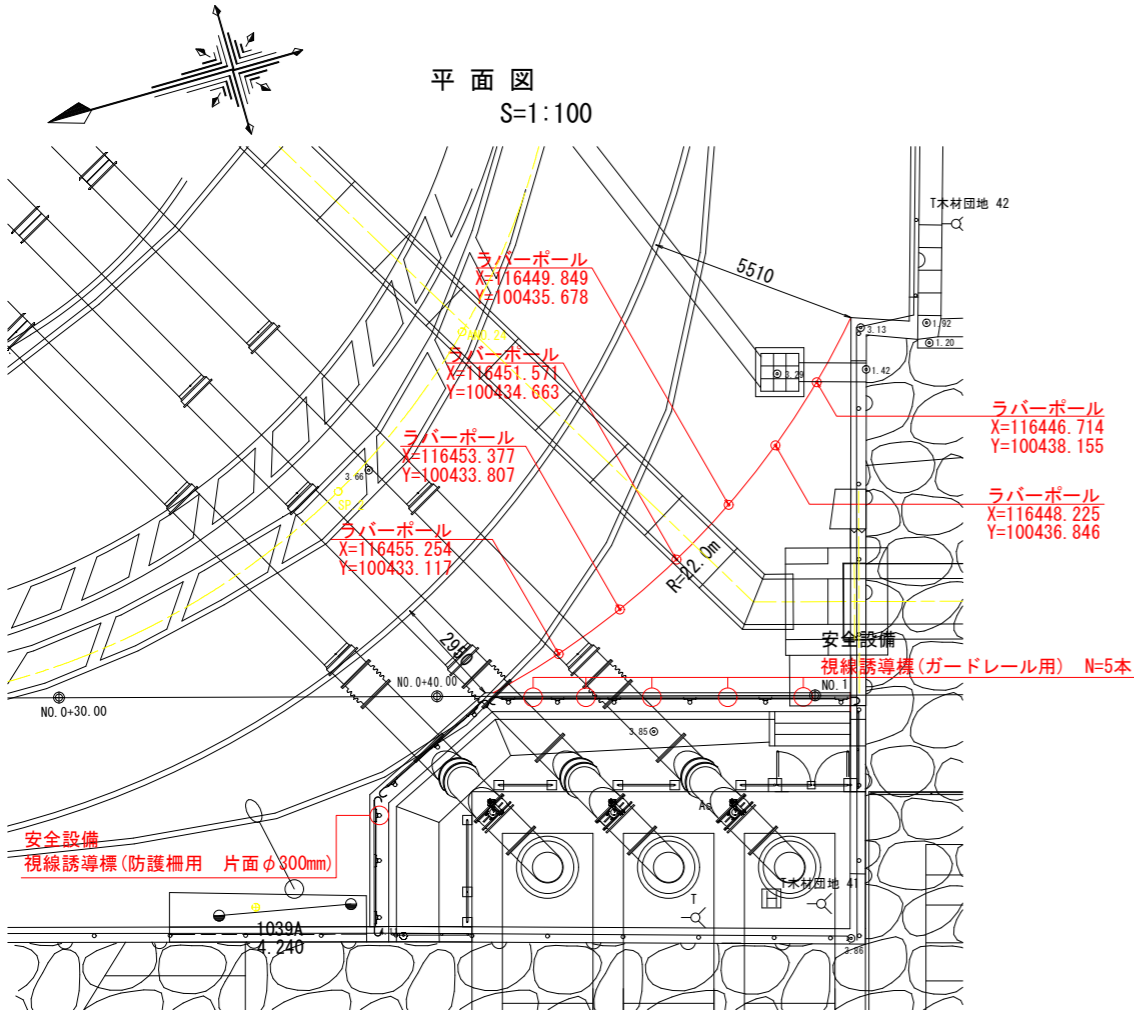 平面図
S=1:100
T木材団地 42
ラバーポール
X=116449.849
Y=100435.678
5510
3.13
1.92
1.20
ラバーポール
X=116451.571
Y=100434.663
3.29
1.42
ラバーポール
X=116446.714
Y=100438.155
ラバーポール
X=116453.377
Y=100433.807
3.66
SP.2
ラバーポール
X=116448.225
Y=100436.846
ラバーポール
X=116455.254
Y=100433.117
R=22.0m
安全設備
視線誘導標(ガードレール用) N=5本
NO.0+30.00
NO.0+40.00
NO.1
3.85
安全設備
視線誘導標(防護柵用 片面φ300mm)
T木材団地 41
T
1039A
4.240
3.86